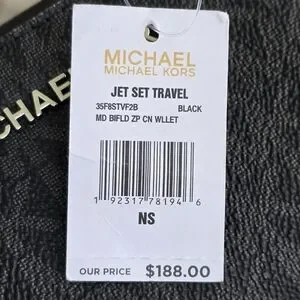 MICHAEL
MICHAEL KORS
JET SET TRAVEL
35F8STVF2B BLACK
MD BIFLD ZP CN WLLET
1 92317 78194 6
NS
OUR PRICE $188.00
CHAEL